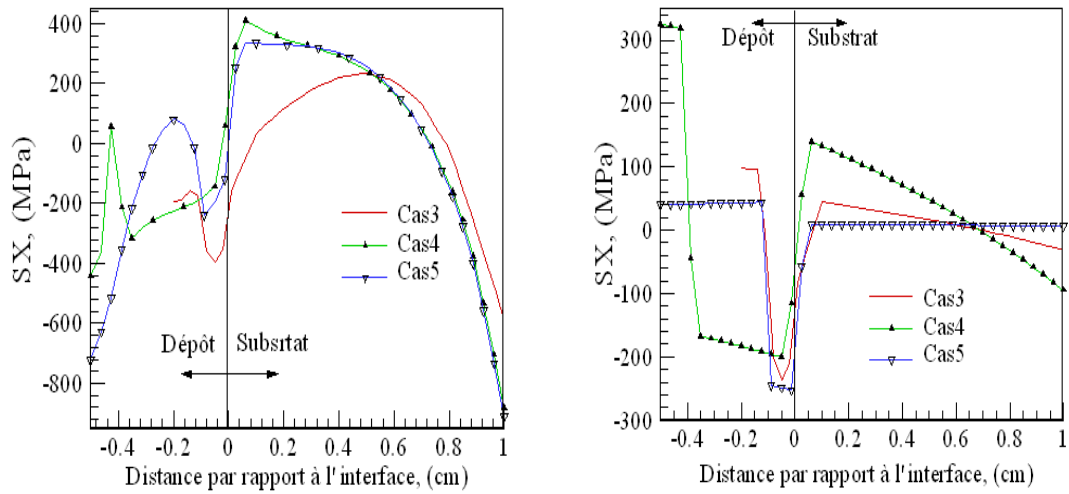 SX, (MPa)
400
200
0
-200
-400
-600
-800
Cas3
Cas4
Cas5
Dépôt
Subsrtat
-0.4
-0.2
0
0.2
0.4
0.6
0.8
1
Distance par rapport à l'interface, (cm)
SX, (MPa)
300
200
100
0
-100
-200
-300
Dépôt
Substrat
Cas3
Cas4
Cas5
-0.4
-0.2
0
0.2
0.4
0.6
0.8
1
Distance par rapport à l'interface, (cm)